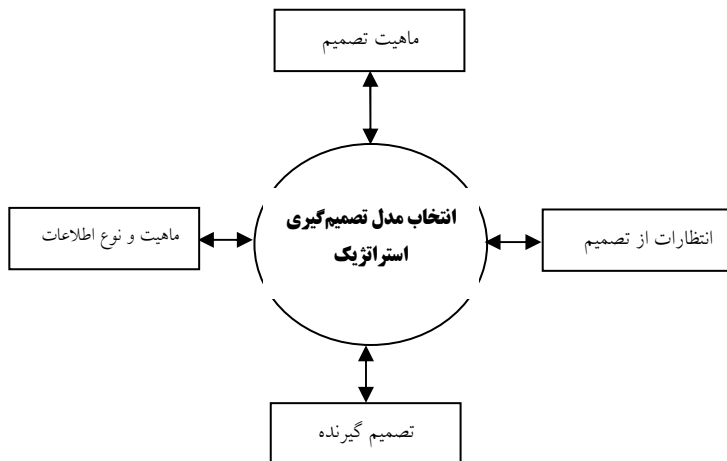 ماهیت تصمیم
انتخاب مدل تصمیم‌گیری
استراتژیک
انتظارات از تصمیم
ماهیت و نوع اطلاعات
تصمیم گیرنده